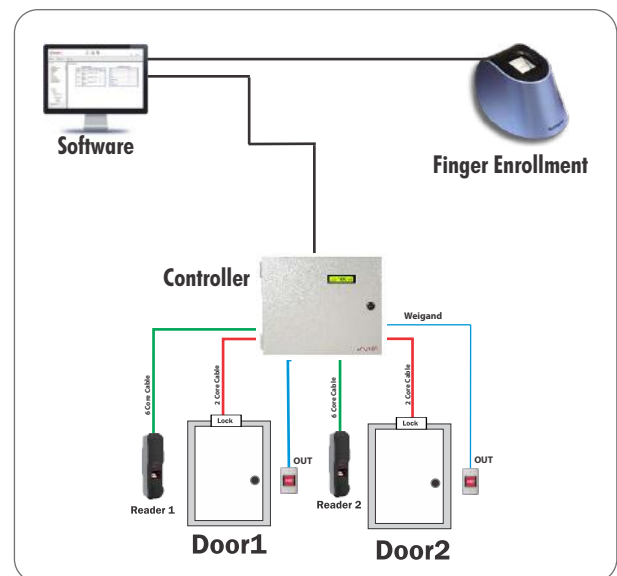 Software
Finger Enrollment
Controller
Weigand
6 Core Cable
2 Core Cable
6 Core Cable
2 Core Cable
Lock
Lock
OUT
OUT
Reader 1
Reader 2
Door1
Door2